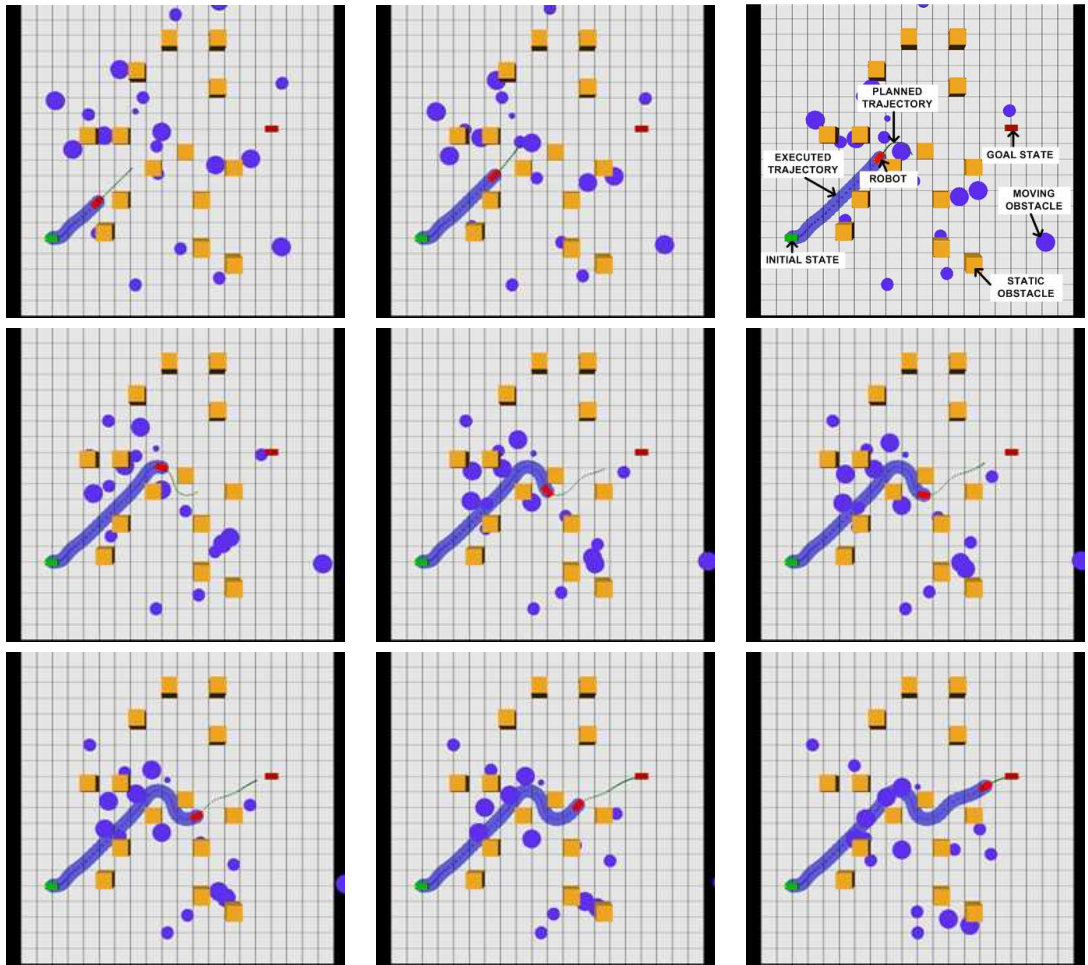 PLANNED
TRAJECTORY
EXECUTED
TRAJECTORY
GOAL STATE
ROBOT
MOVING
OBSTACLE
INITIAL STATE
STATIC
OBSTACLE